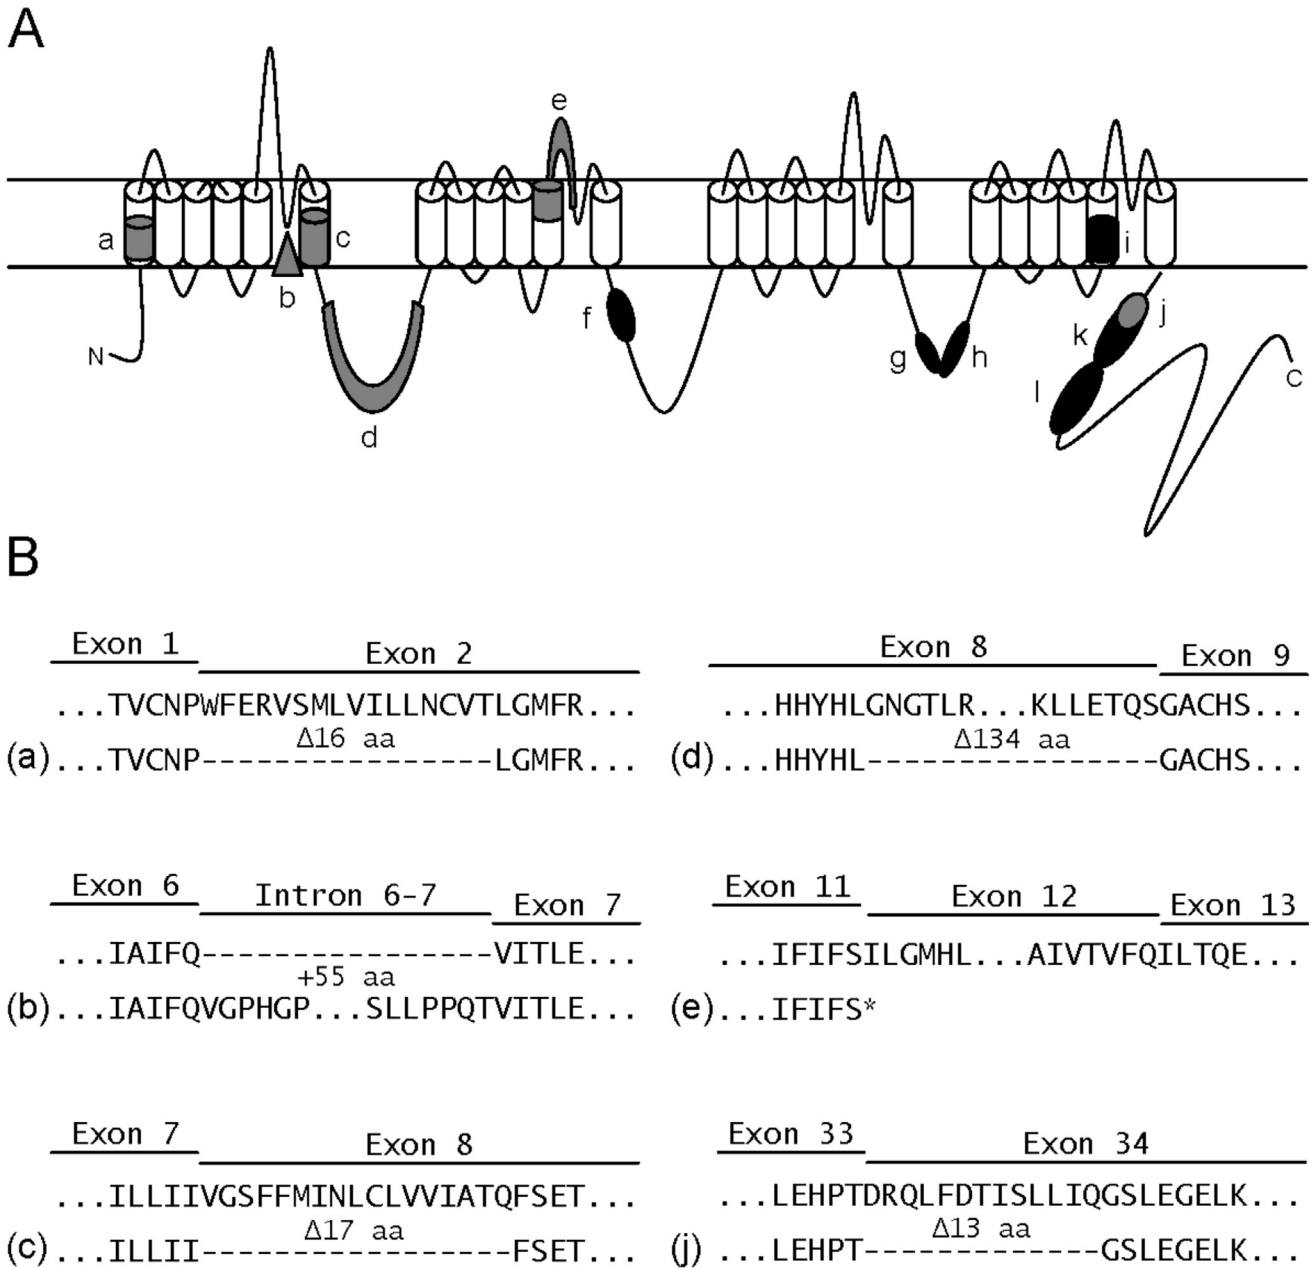 A
e
a
c
i
b
f
j
k
g
h
N
l
C
d
B
Exon 1
Exon 2
...TVCNPWFERVSMLVILLNCVTLGMFR...
Δ16 aa
(a)...TVCNP----------------LGMFR...
Exon 8
Exon 9
...HHYHLGNGTLR...KLLETQSGACHS...
Δ134 aa
(d)...HHYHL----------------GACHS...
Exon 6
Intron 6-7
Exon 7
...IAIFQ----------------VITLE...
+55 aa
(b)...IAIFQVGPHGP...SLLPPQTVITLE...
Exon 11
Exon 12
Exon 13
...IFIFSILGMHL...AIVTVFQILTQE...
(e)...IFIFS*
Exon 7
Exon 8
...ILLIIVGSFFMINLCLVVIATQFSET...
Δ17 aa
(c)...ILLII-----------------FSET...
Exon 33
Exon 34
...LEHPTDRQLFDTISLLIQGSLEGELK...
Δ13 aa
(j)...LEHPT-------------GSLEGELK...